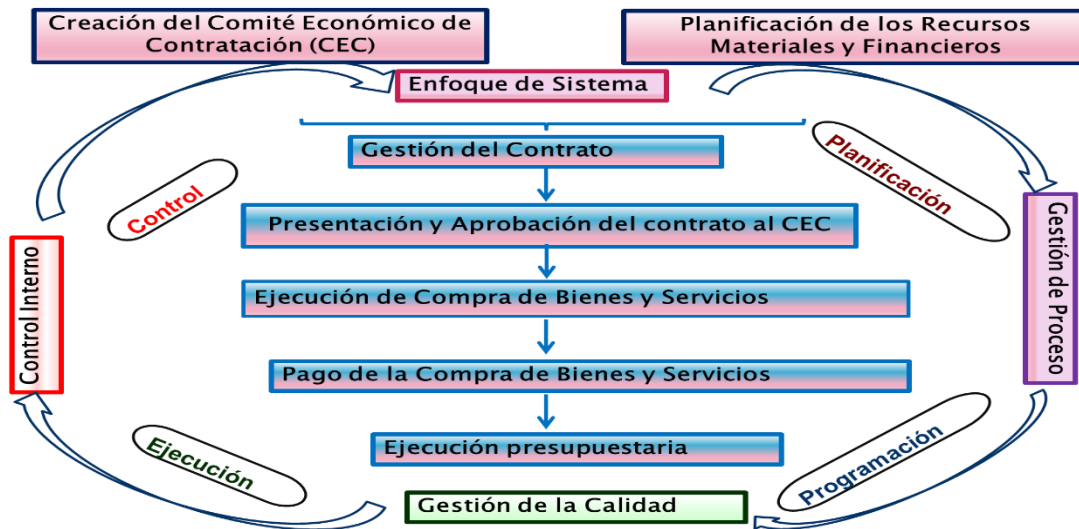 Creación del Comité Económico de
Contratación (CEC)
Planificación de los Recursos
Materiales y Financieros
Enfoque de Sistema
Gestión del Contrato
Control
Planificación
Presentación y Aprobación del contrato al CEC
Control Interno
Gestión de Proceso
Ejecución de Compra de Bienes y Servicios
Pago de la Compra de Bienes y Servicios
Ejecución presupuestaria
Ejecución
Programación
Gestión de la Calidad